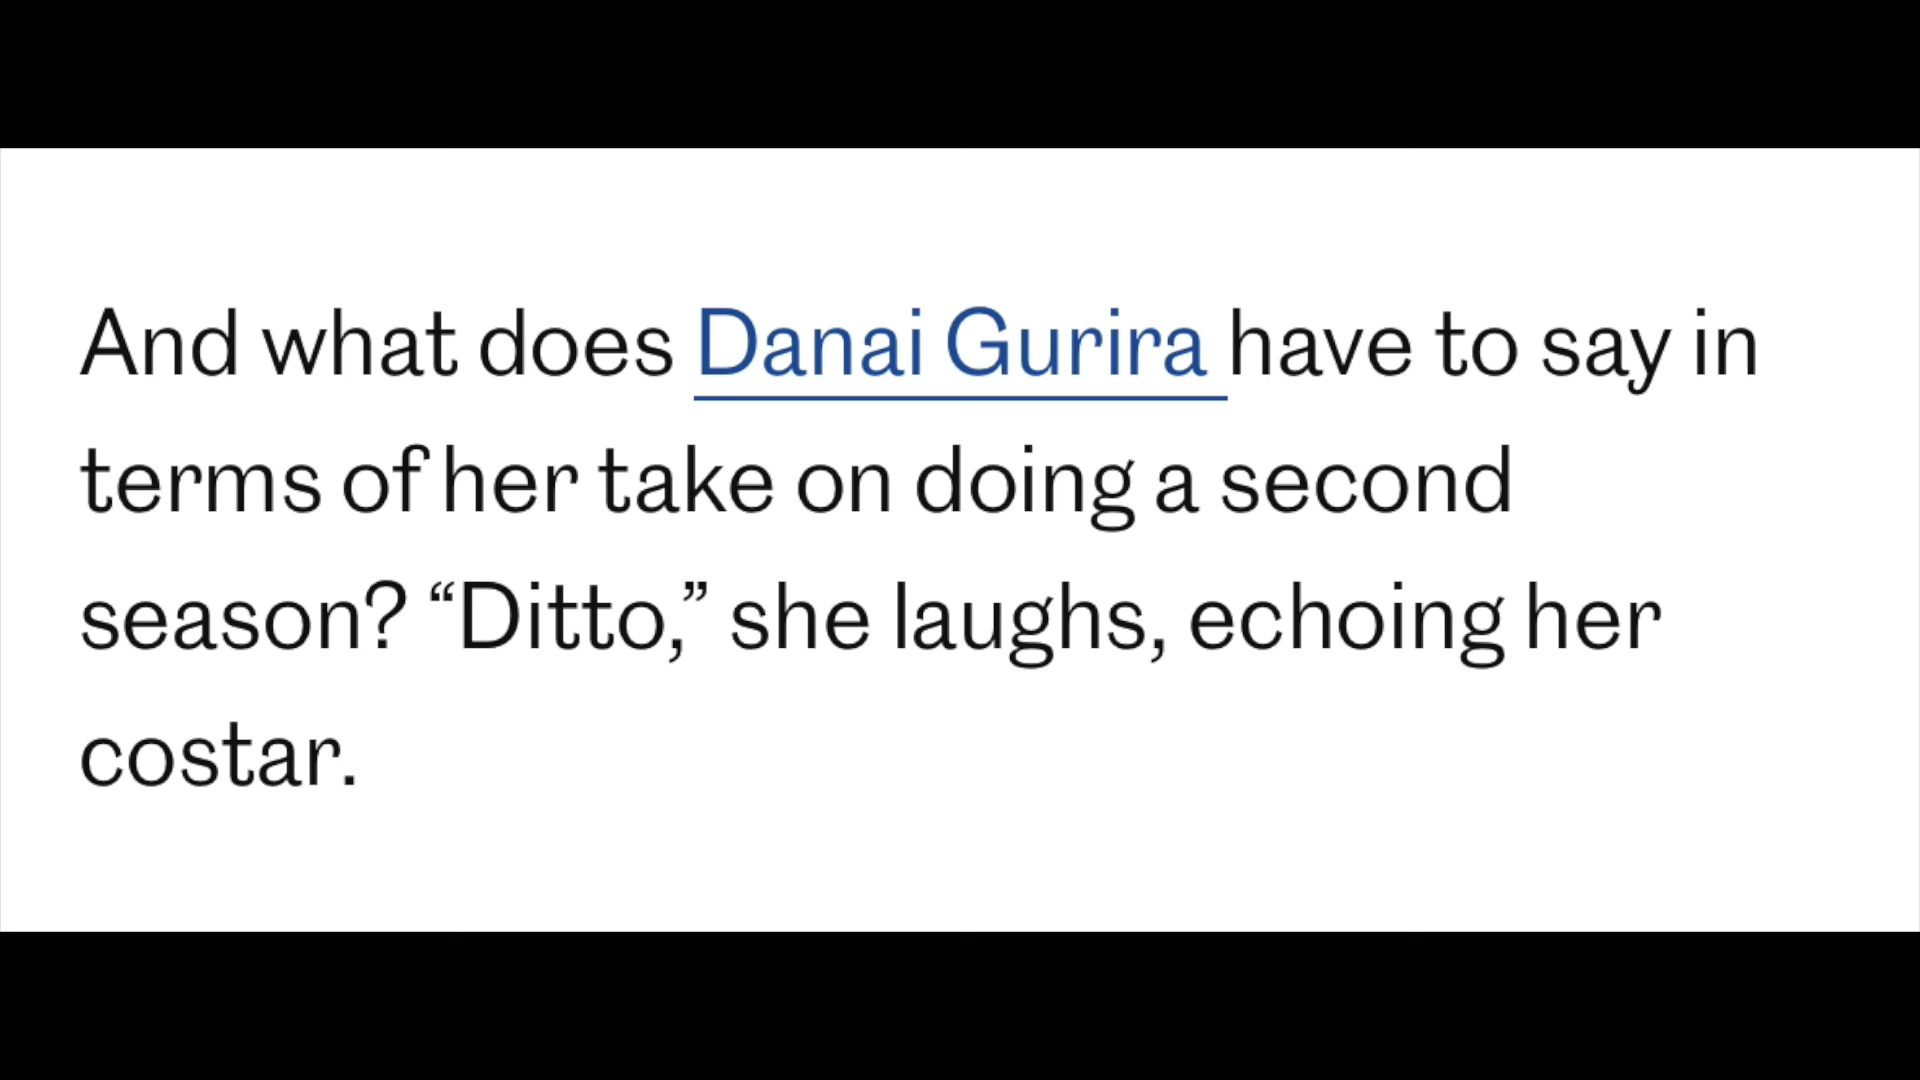 And what does Danai Gurira have to say in
terms of her take on doing a second
season? “Ditto,” she laughs, echoing her
costar.